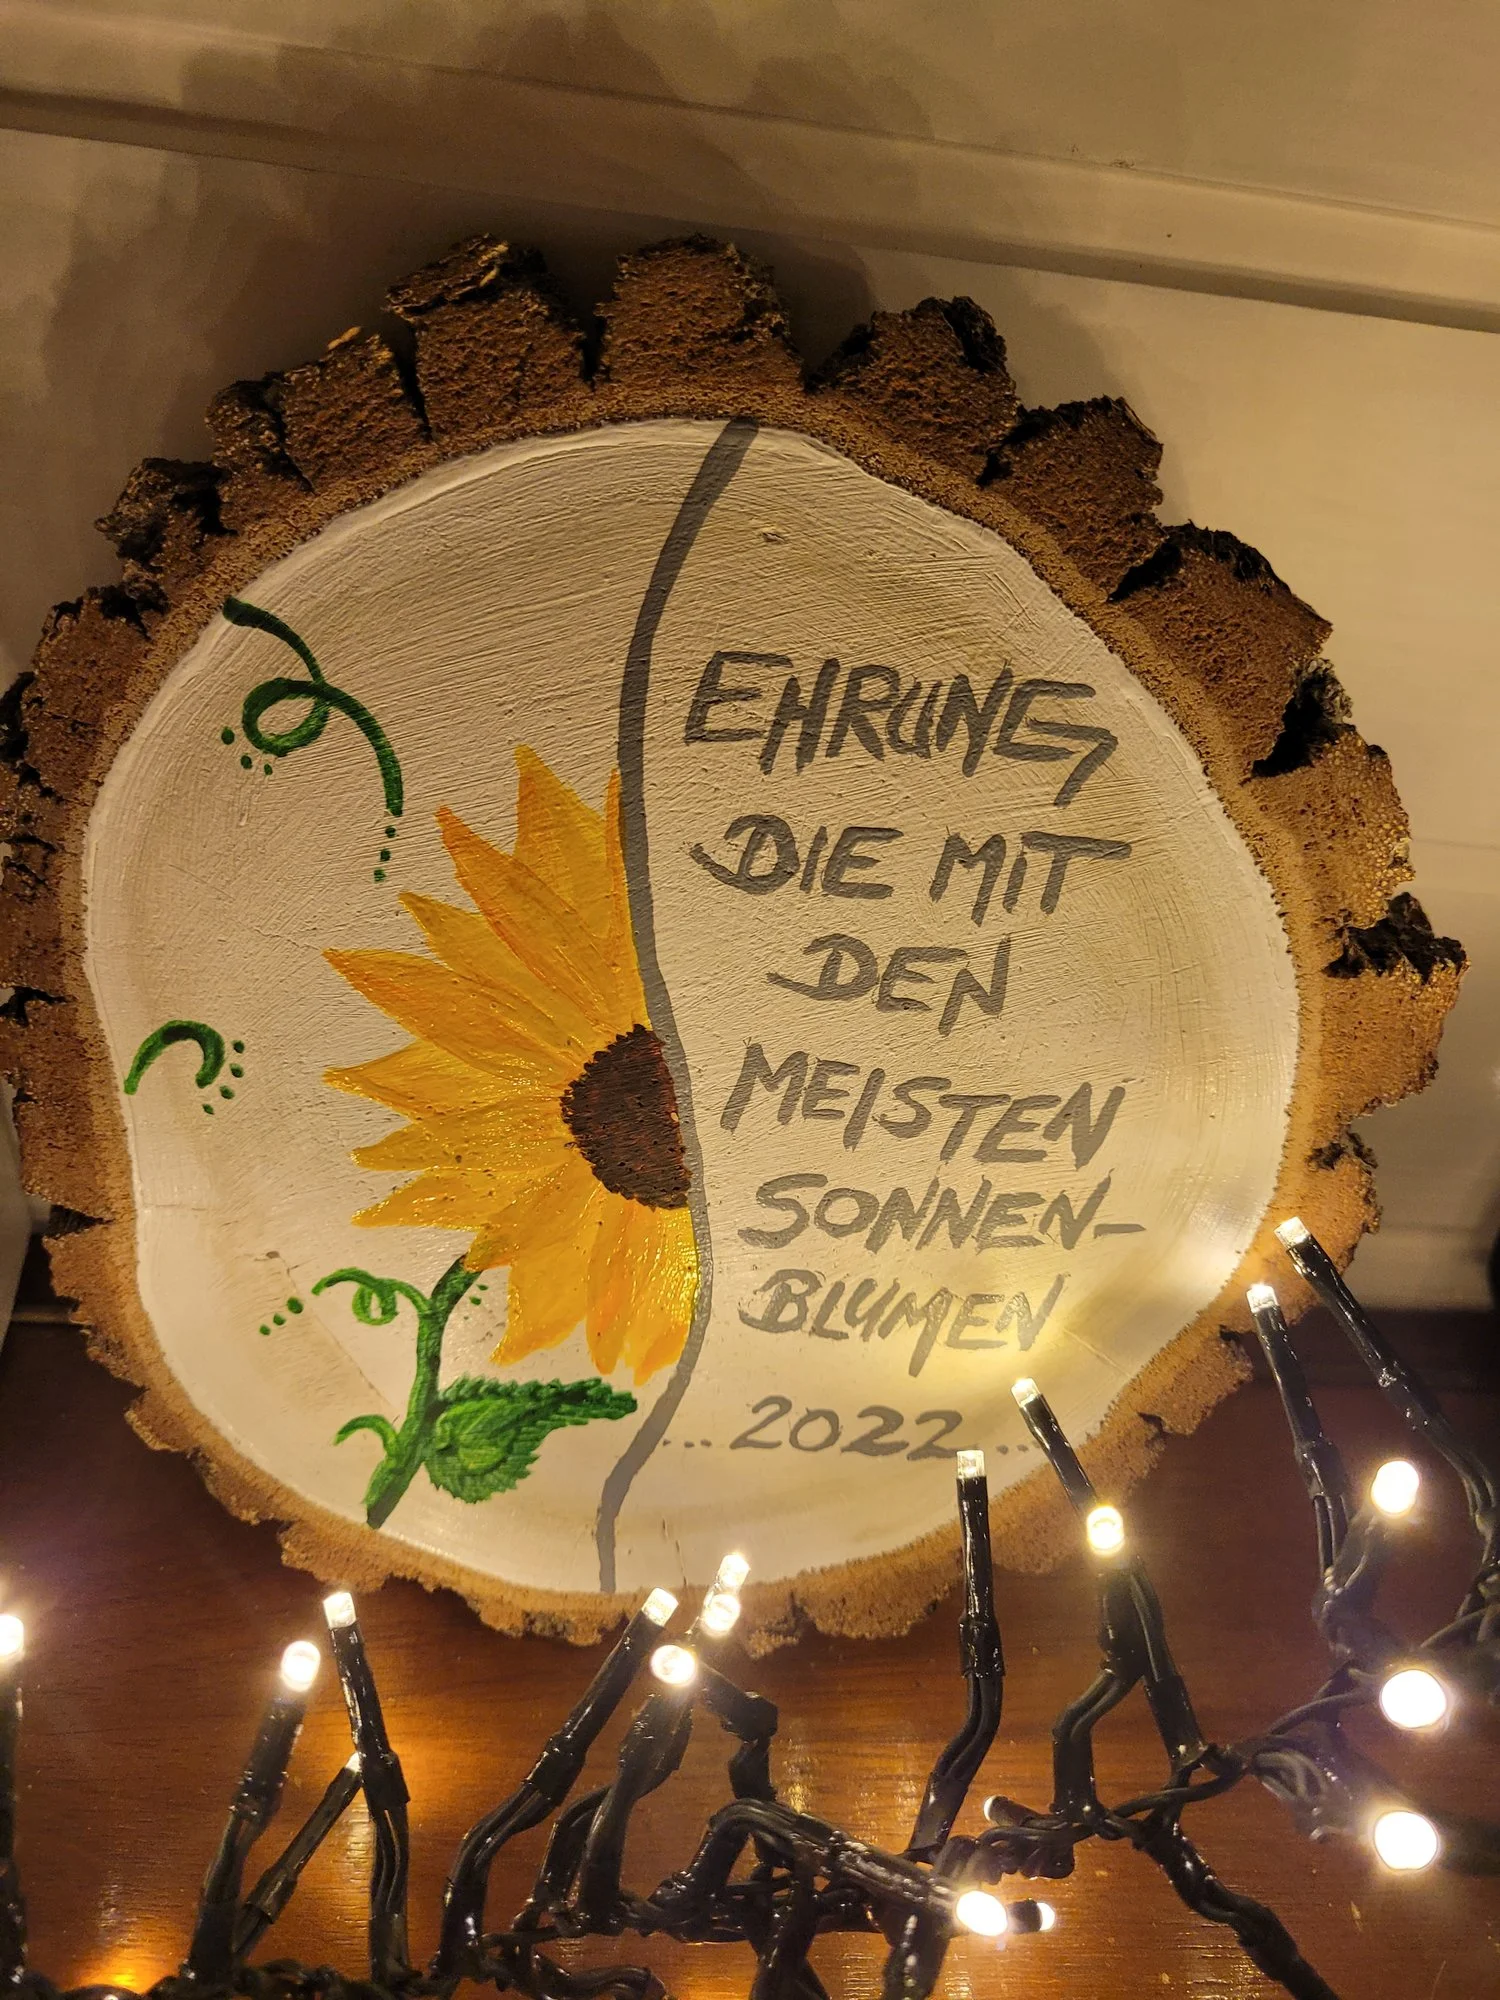 EHRUNG
DIE MIT
DEN
MEISTEN
SONNEN-
BLUMEN
...2022...